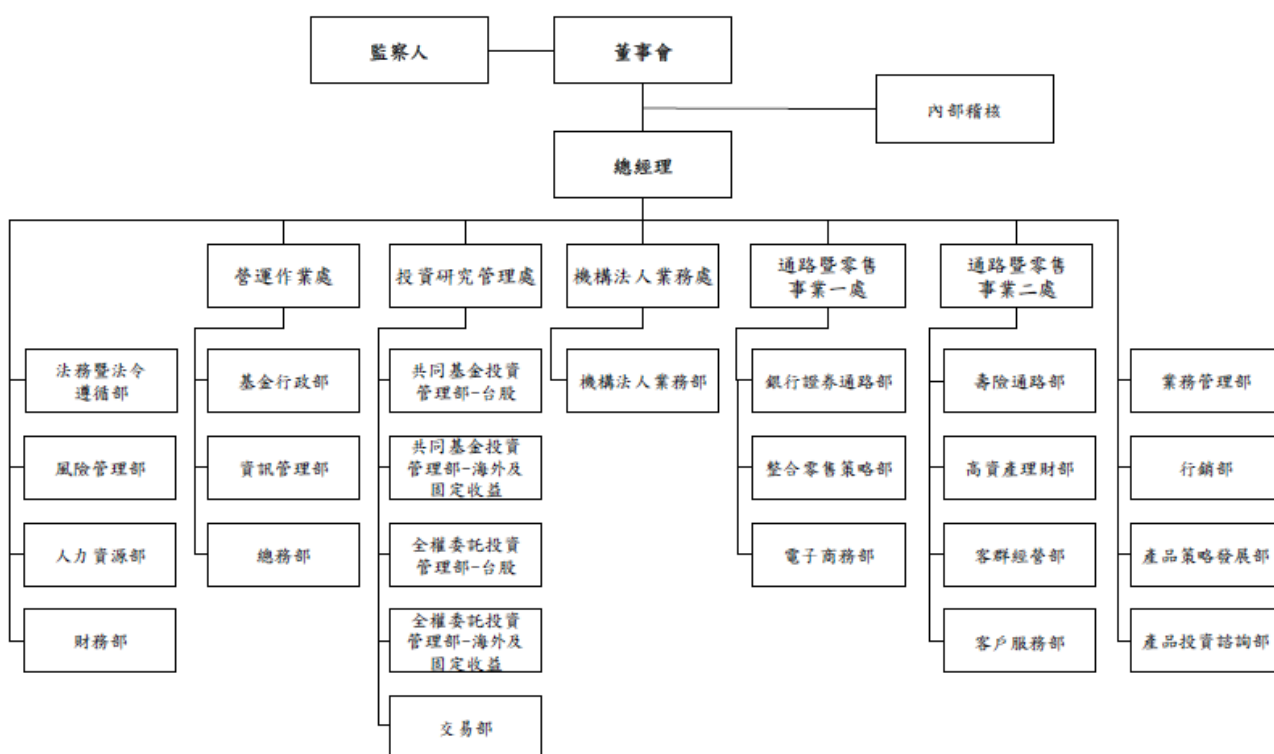 監察人
董事會
內部稽核
總經理
營運作業處
投資研究管理處
機構法人業務處
通路暨零售
事業一處
通路暨零售
事業二處
法務暨法令
遵循部
基金行政部
共同基金投資
管理部-台股
機構法人業務部
銀行證券通路部
壽險通路部
業務管理部
風險管理部
資訊管理部
共同基金投資
管理部-海外及
固定收益
整合零售策略部
高資產理財部
行銷部
人力資源部
總務部
全權委託投資
管理部-台股
電子商務部
客群經營部
產品策略發展部
財務部
全權委託投資
管理部-海外及
固定收益
客戶服務部
產品投資諮詢部
交易部